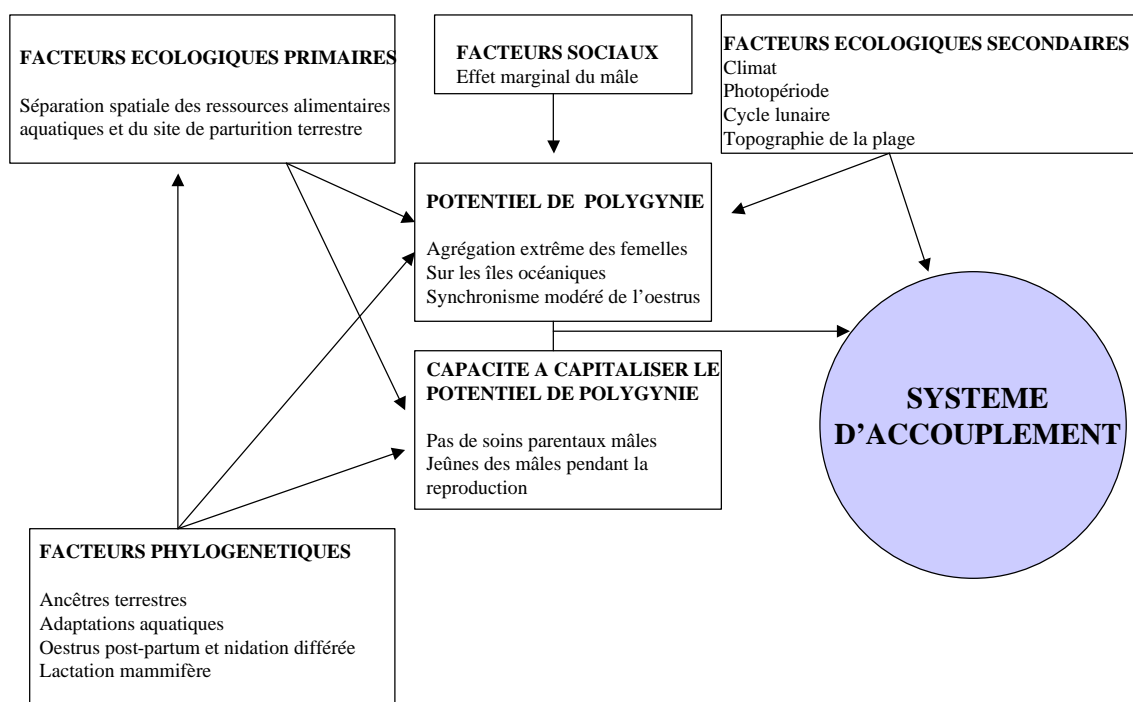 FACTEURS ECOLOGIQUES PRIMAIRES
Séparation spatiale des ressources alimentaires
aquatiques et du site de parturition terrestre
FACTEURS SOCIAUX
Effet marginal du mâle
FACTEURS ECOLOGIQUES SECONDAIRES
Climat
Photopériode
Cycle lunaire
Topographie de la plage
POTENTIEL DE POLYGYNIE
Agrégation extrême des femelles
Sur les îles océaniques
Synchronisme modéré de l’oestrus
CAPACITE A CAPITALISER LE
POTENTIEL DE POLYGYNIE
Pas de soins parentaux mâles
Jeûnes des mâles pendant la
reproduction
SYSTEME
D’ACCOUPLEMENT
FACTEURS PHYLOGENETIQUES
Ancêtres terrestres
Adaptations aquatiques
Oestrus post-partum et nidation différée
Lactation mammifère